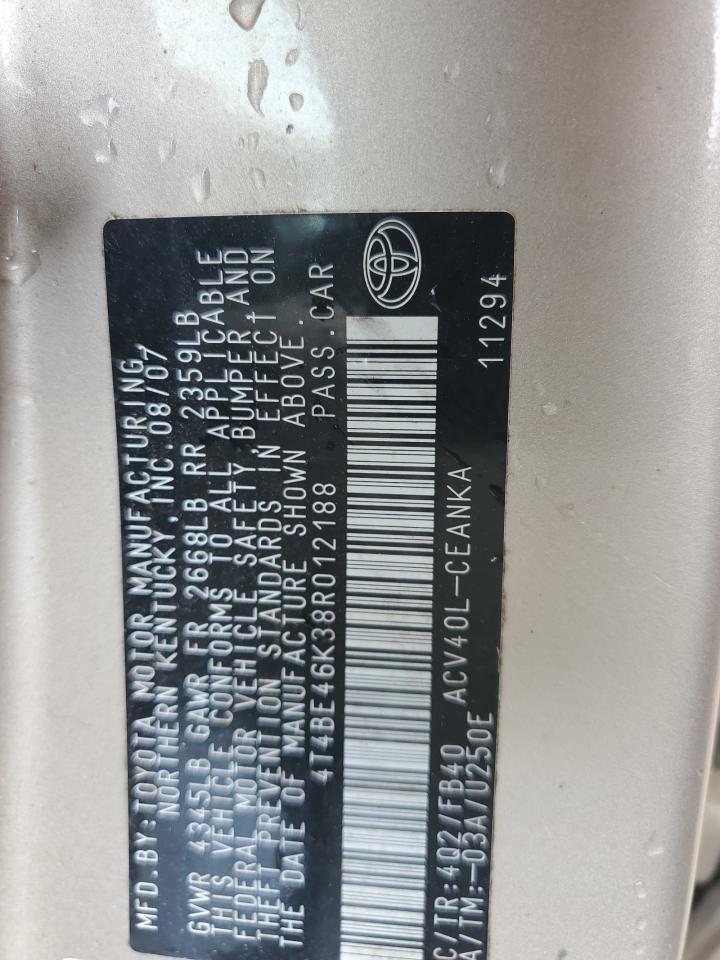 MFD.BY:TOYOTA MOTOR MANUFACTURING,
NORTHERN KENTUCKY,INC.08/07
GVWR 4345LB GAWR FR 2668LB RR 2359LB
THIS VEHICLE CONFORMS TO ALL APPLICABLE
FEDERAL MOTOR VEHICLE SAFETY,BUMPER,AND
THEFT PREVENTION STANDARDS IN EFFECT ON
THE DATE OF MANUFACTURE SHOWN ABOVE.
4T4BE46K38R012188 PASS.CAR
C/TR:4Q2/FB40 ACV40L-CEANKA
A/TM:-03A/U250E 11294